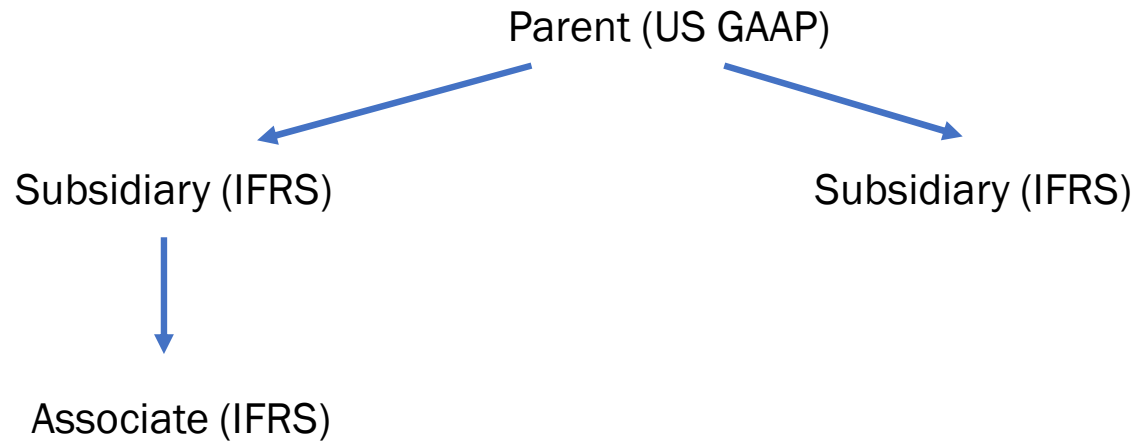 Parent (US GAAP)
Subsidiary (IFRS)
Subsidiary (IFRS)
Associate (IFRS)